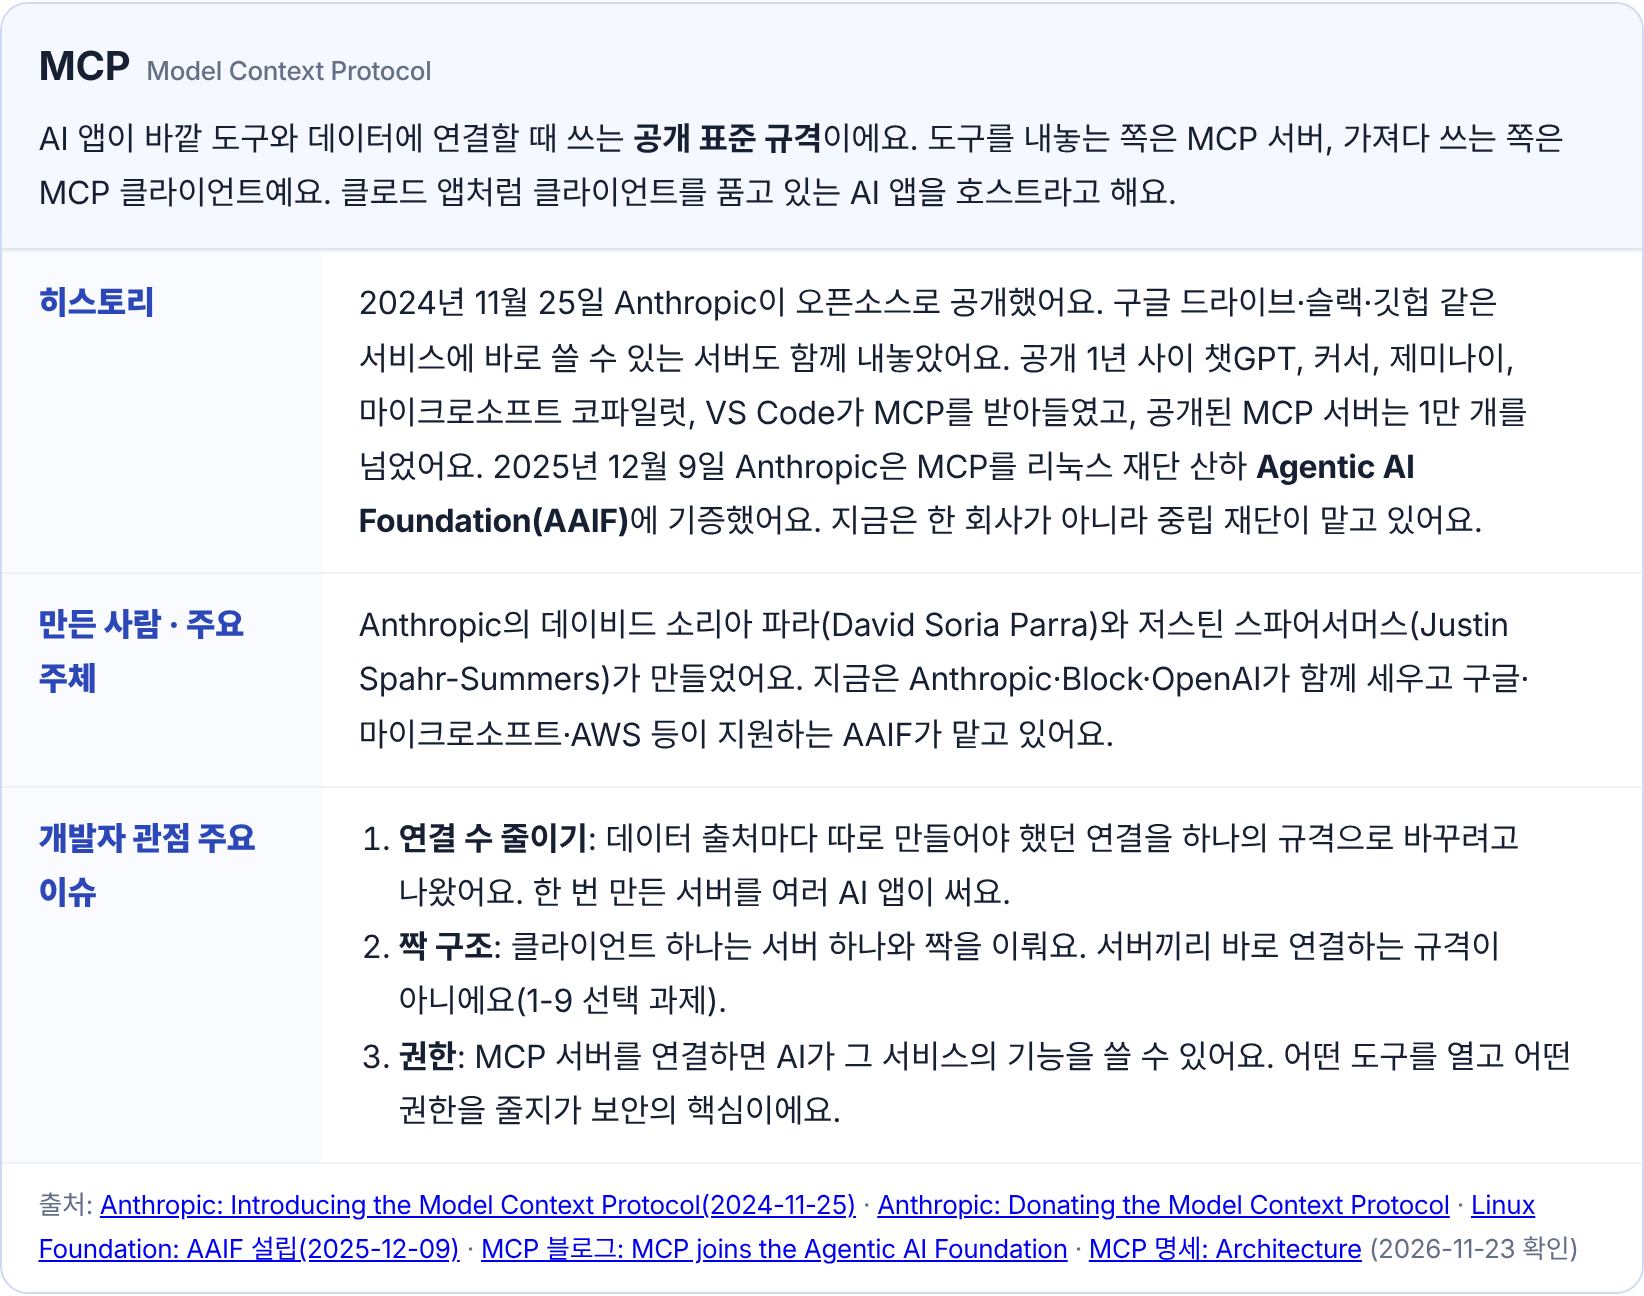 MCP Model Context Protocol
AI 앱이 바깥 도구와 데이터에 연결할 때 쓰는 공개 표준 규격이에요. 도구를 내놓는 쪽은 MCP 서버, 가져다 쓰는 쪽은
MCP 클라이언트예요. 클로드 앱처럼 클라이언트를 품고 있는 AI 앱을 호스트라고 해요.
히스토리
2024년 11월 25일 Anthropic이 오픈소스로 공개했어요. 구글 드라이브·슬랙·깃헙 같은
서비스에 바로 쓸 수 있는 서버도 함께 내놓았어요. 공개 1년 사이 챗GPT, 커서, 제미나이,
마이크로소프트 코파일럿, VS Code가 MCP를 받아들였고, 공개된 MCP 서버는 1만 개를
넘었어요. 2025년 12월 9일 Anthropic은 MCP를 리눅스 재단 산하 Agentic AI
Foundation(AAIF)에 기증했어요. 지금은 한 회사가 아니라 중립 재단이 맡고 있어요.
만든 사람 · 주요
주체
Anthropic의 데이비드 소리아 파라(David Soria Parra)와 저스틴 스파어서머스(Justin
Spahr-Summers)가 만들었어요. 지금은 Anthropic·Block·OpenAI가 함께 세우고 구글·
마이크로소프트·AWS 등이 지원하는 AAIF가 맡고 있어요.
개발자 관점 주요
이슈
1. 연결 수 줄이기: 데이터 출처마다 따로 만들어야 했던 연결을 하나의 규격으로 바꾸려고
나왔어요. 한 번 만든 서버를 여러 AI 앱이 써요.
2. 짝 구조: 클라이언트 하나는 서버 하나와 짝을 이뤄요. 서버끼리 바로 연결하는 규격이
아니에요(1-9 선택 과제).
3. 권한: MCP 서버를 연결하면 AI가 그 서비스의 기능을 쓸 수 있어요. 어떤 도구를 열고 어떤
권한을 줄지가 보안의 핵심이에요.
출처: Anthropic: Introducing the Model Context Protocol(2024-11-25) · Anthropic: Donating the Model Context Protocol · Linux
Foundation: AAIF 설립(2025-12-09) · MCP 블로그: MCP joins the Agentic AI Foundation · MCP 명세: Architecture (2026-11-23 확인)